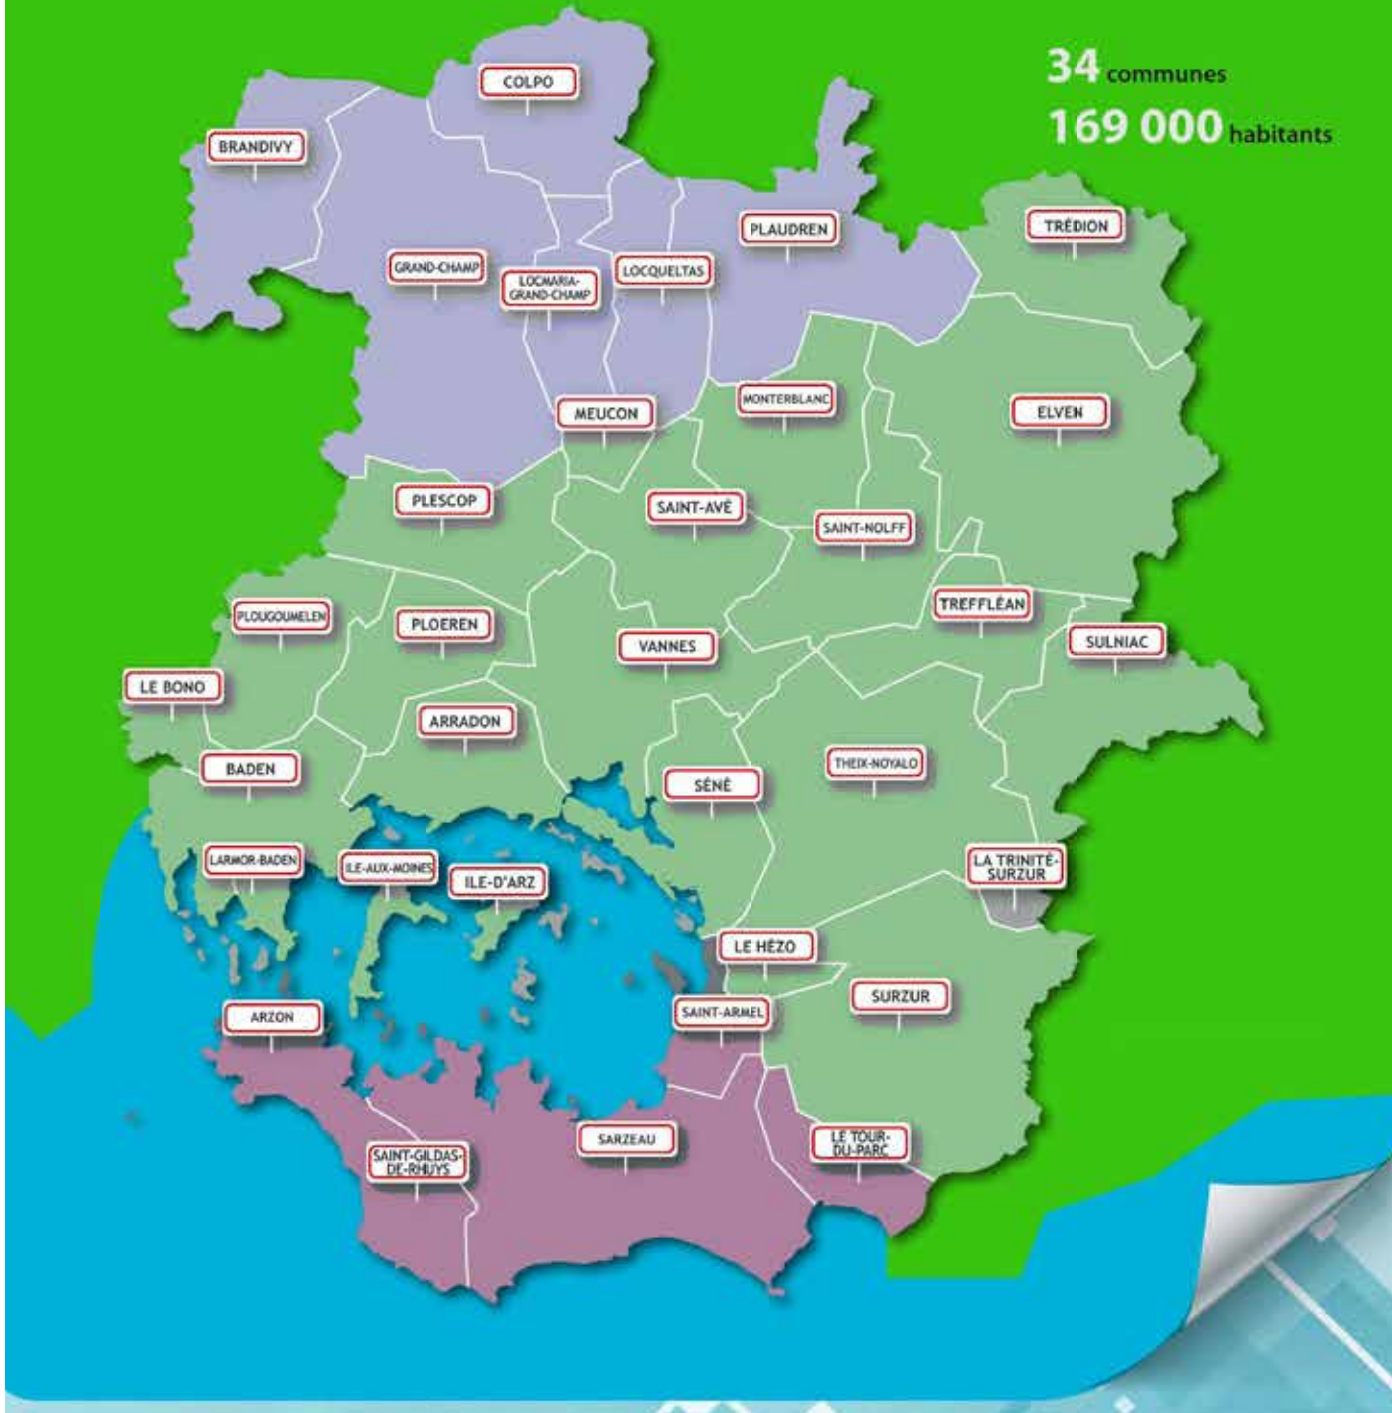 34 communes
169 000 habitants
COLPO
BRANDIVY
TRÉDION
PLAUDREN
GRAND-CHAMP
LOCMARIA-
GRAND-CHAMP
LOCQUELTAS
MONTERBLANC
MEUCON
ELVEN
PLESCOP
SAINT-AVÉ
SAINT-NOLFF
TREFFLÉAN
PLOUGOUMELEN
PLOEREN
VANNES
SULNIAC
LE BONO
ARRADON
BADEN
SÉNÉ
THEIX-NOYALO
LARMOR-BADEN
ILE-AUX-MOINES
ILE-D'ARZ
LA TRINITÉ-
SURZUR
LE HÉZO
SURZUR
ARZON
SAINT-ARMEL
SAINT-GILDAS-
DE-RHUYS
SARZEAU
LE TOUR-
DU-PARC